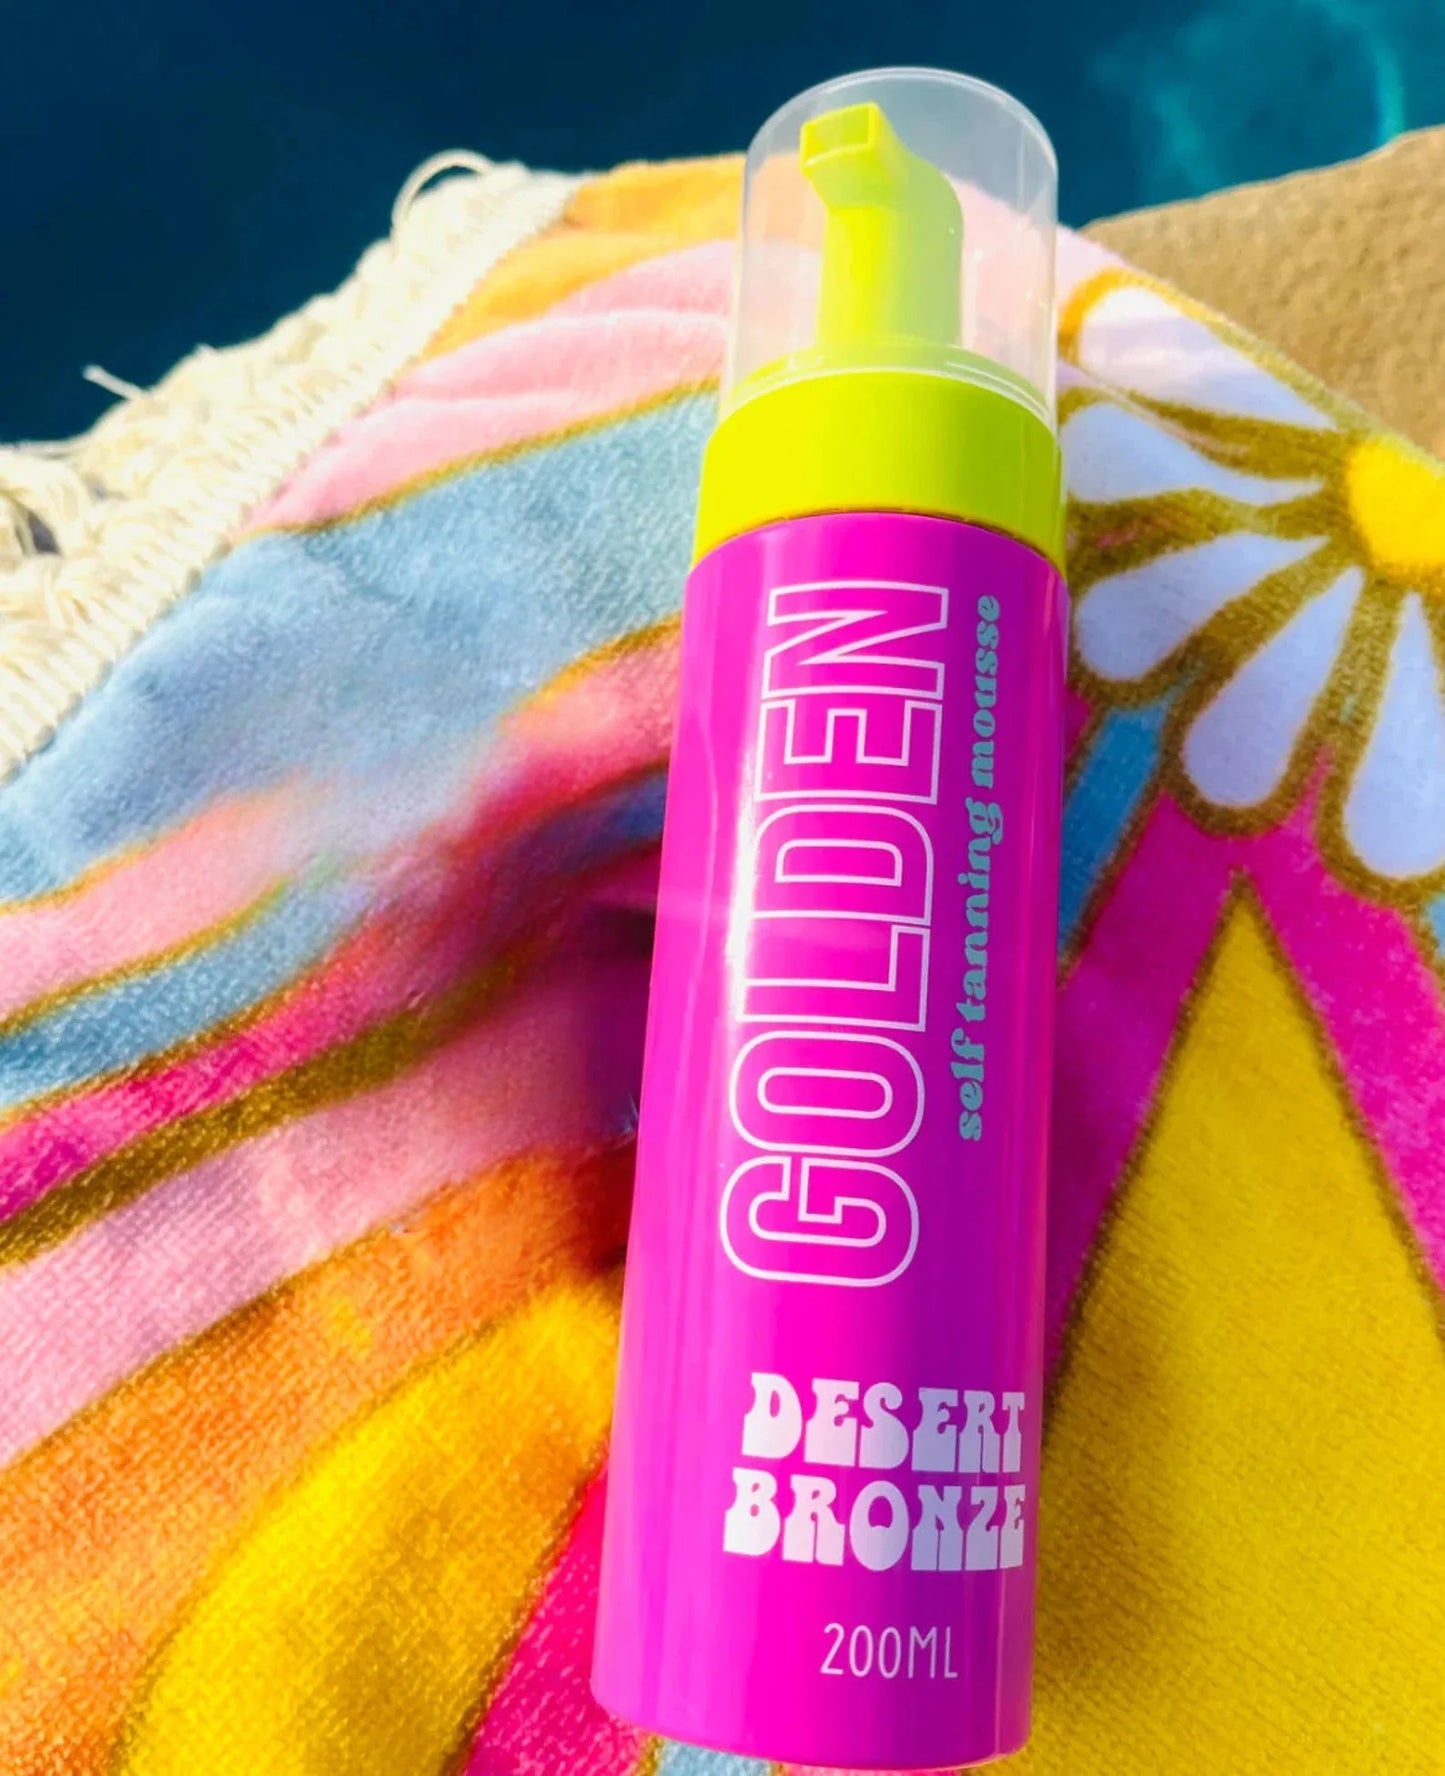 GOLDEN
self tanning mousse
DESERT
BRONZE
200ML